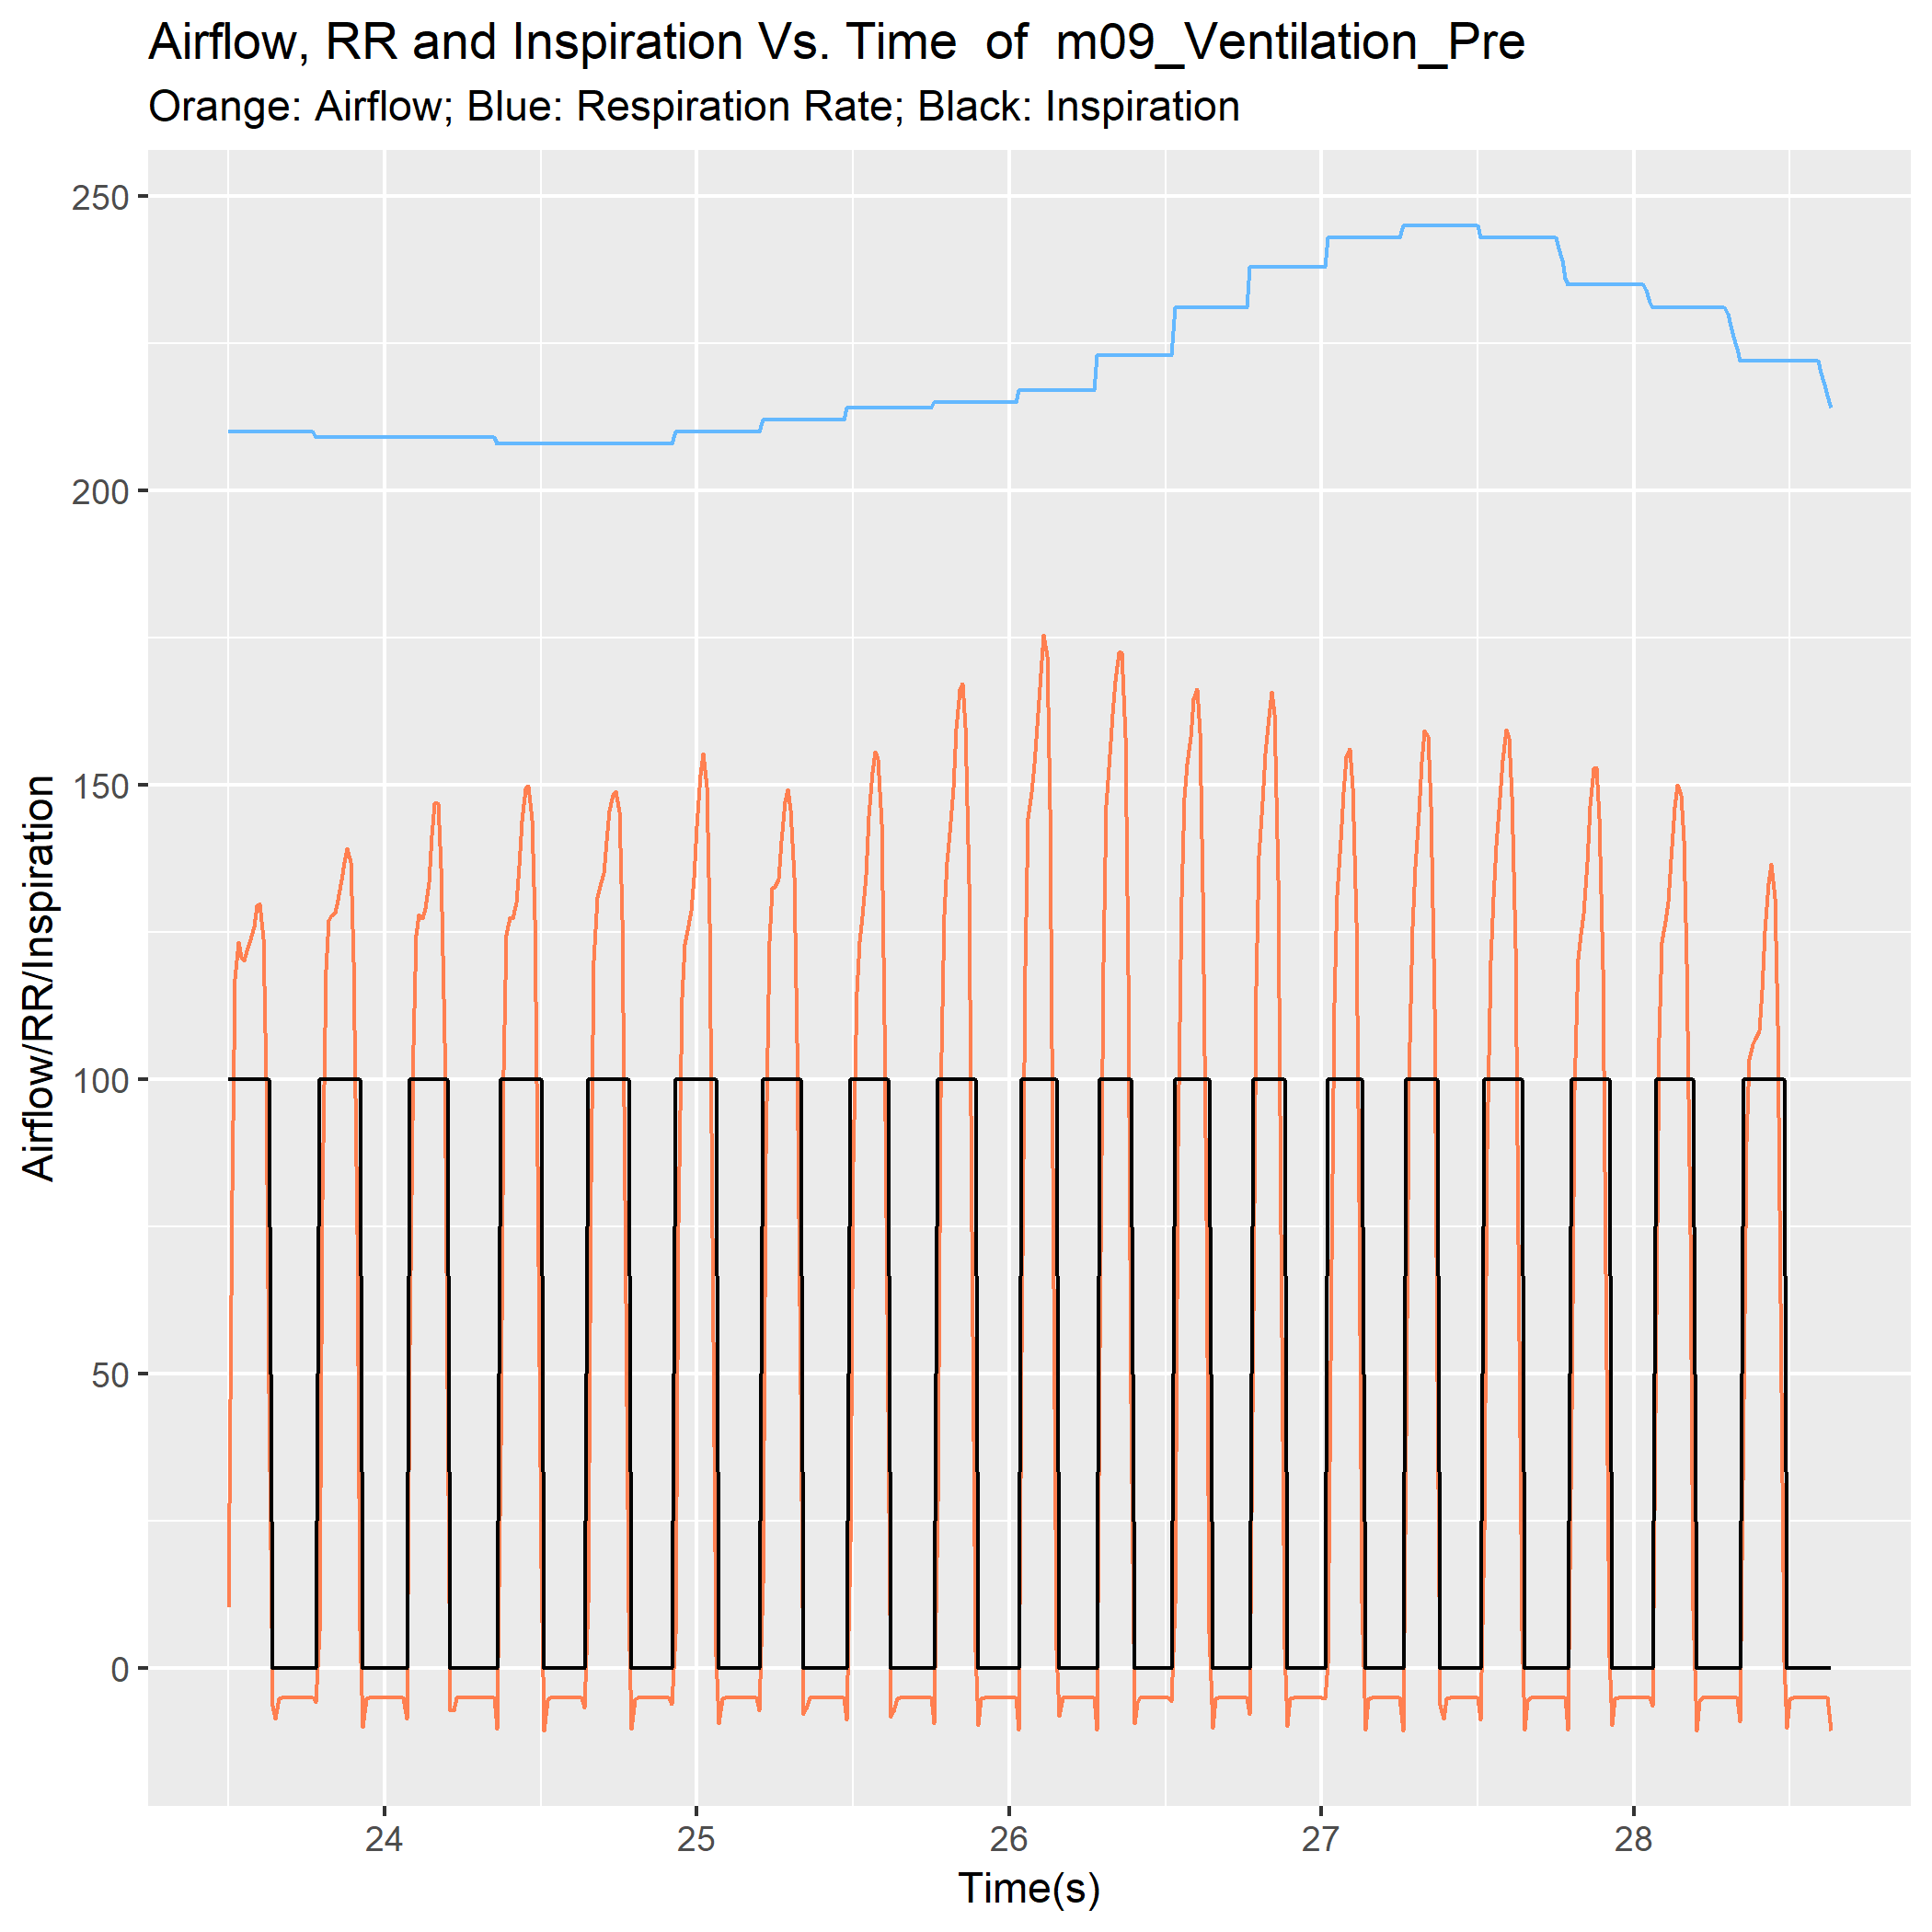 Airflow, RR and Inspiration Vs. Time  of  m09_Ventilation_Pre
Orange: Airflow; Blue: Respiration Rate; Black: Inspiration
250
200
150
100
50
0
Airflow/RR/Inspiration
24 25 26 27 28
Time(s)